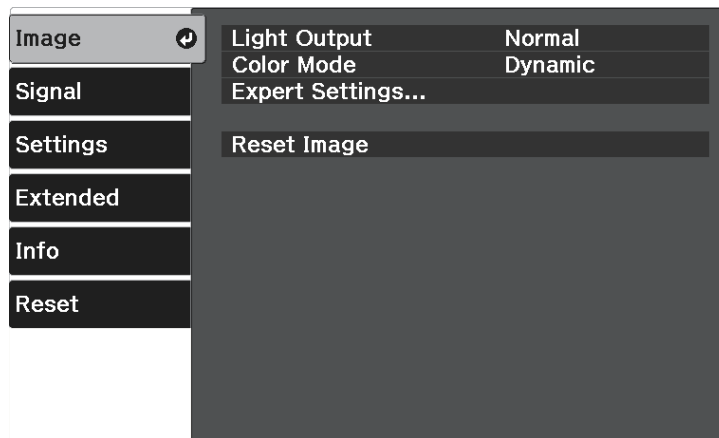 Image
Signal
Settings
Extended
Info
Reset
Light Output Normal
Color Mode Dynamic
Expert Settings...
Reset Image